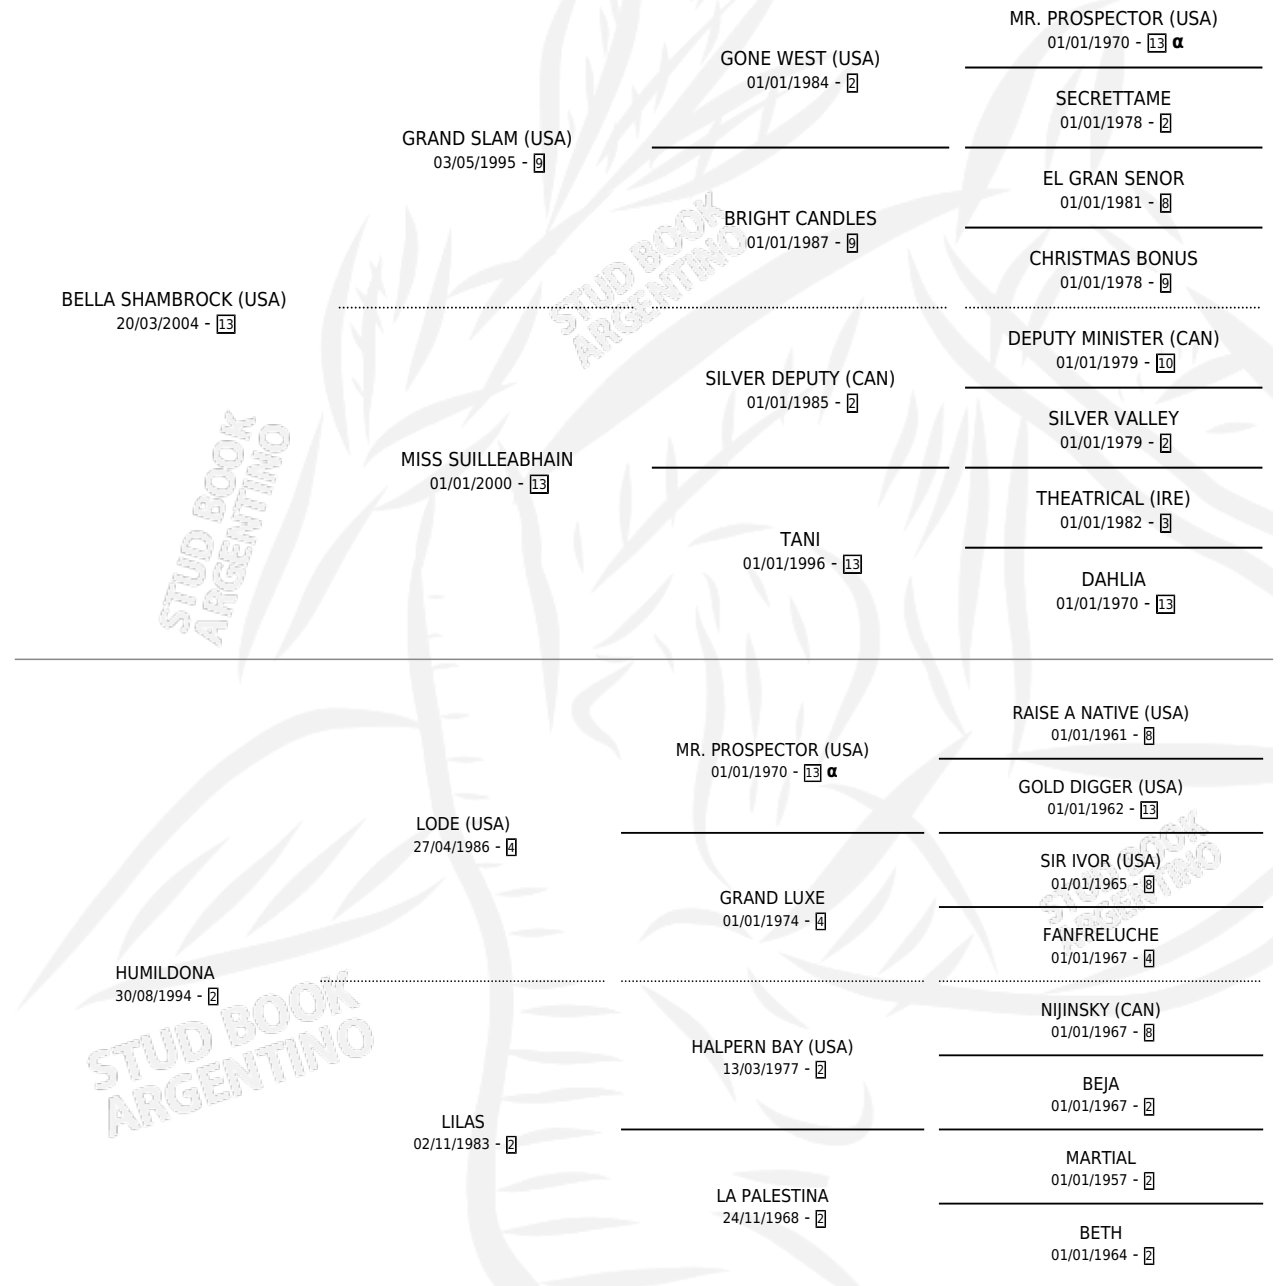 MR. PROSPECTOR (USA)
01/01/1970 - 13 α
GONE WEST (USA)
01/01/1984 - 2
SECRETTAME
01/01/1978 - 2
GRAND SLAM (USA)
03/05/1995 - 9
EL GRAN SENOR
01/01/1981 - 8
BRIGHT CANDLES
01/01/1987 - 9
CHRISTMAS BONUS
01/01/1978 - 9
STUD BOOK
ARGENTINO
BELLA SHAMBROCK (USA)
20/03/2004 - 13
DEPUTY MINISTER (CAN)
01/01/1979 - 10
SILVER DEPUTY (CAN)
01/01/1985 - 2
SILVER VALLEY
01/01/1979 - 2
MISS SUILLEABHAIN
01/01/2000 - 13
THEATRICAL (IRE)
01/01/1982 - 3
TANI
01/01/1996 - 13
DAHLIA
01/01/1970 - 13
STUD BOOK
ARGENTINO
RAISE A NATIVE (USA)
01/01/1961 - 8
MR. PROSPECTOR (USA)
01/01/1970 - 13 α
GOLD DIGGER (USA)
01/01/1962 - 13
LODE (USA)
27/04/1986 - 4
SIR IVOR (USA)
01/01/1965 - 8
GRAND LUXE
01/01/1974 - 4
FANFRELUCHE
01/01/1967 - 4
STUD BOOK
ARGENTINO
HUMILDONA
30/08/1994 - 2
NIJINSKY (CAN)
01/01/1967 - 8
HALPERN BAY (USA)
13/03/1977 - 2
BEJA
01/01/1967 - 2
LILAS
02/11/1983 - 2
MARTIAL
01/01/1957 - 2
LA PALESTINA
24/11/1968 - 2
BETH
01/01/1964 - 2
STUD BOOK
ARGENTINO